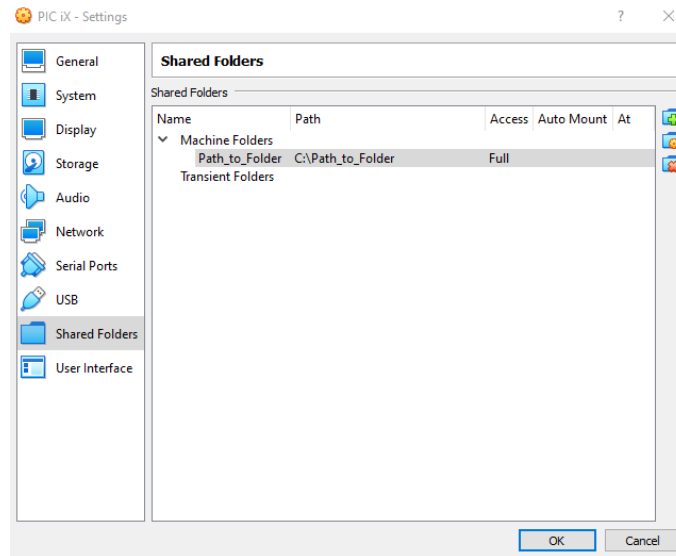 PIC iX - Settings
?
General
System
Display
Storage
Audio
Network
Serial Ports
USB
Shared Folders
User Interface
Shared Folders
Shared Folders
Name Path Access Auto Mount At
Machine Folders
Path_to_Folder C:\Path_to_Folder Full
Transient Folders
OK Cancel